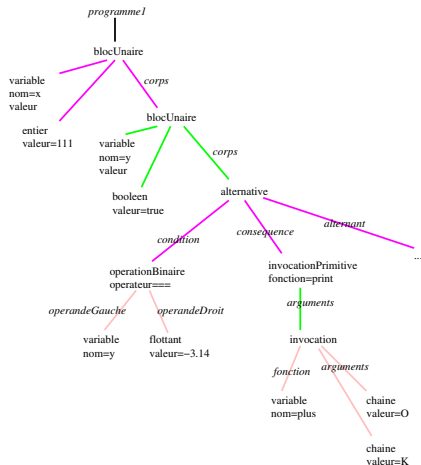 programme1
blocUnaire
variable
nom=x
valeur
corps
entier
valeur=111
blocUnaire
variable
nom=y
valeur
corps
booleen
valeur=true
alternative
condition
consequence
alternant
...
operationBinaire
operateur===
invocationPrimitive
fonction=print
operandeGauche
operandeDroit
arguments
variable
nom=y
flottant
valeur=−3.14
invocation
fonction
arguments
variable
nom=plus
chaine
valeur=O
chaine
valeur=K